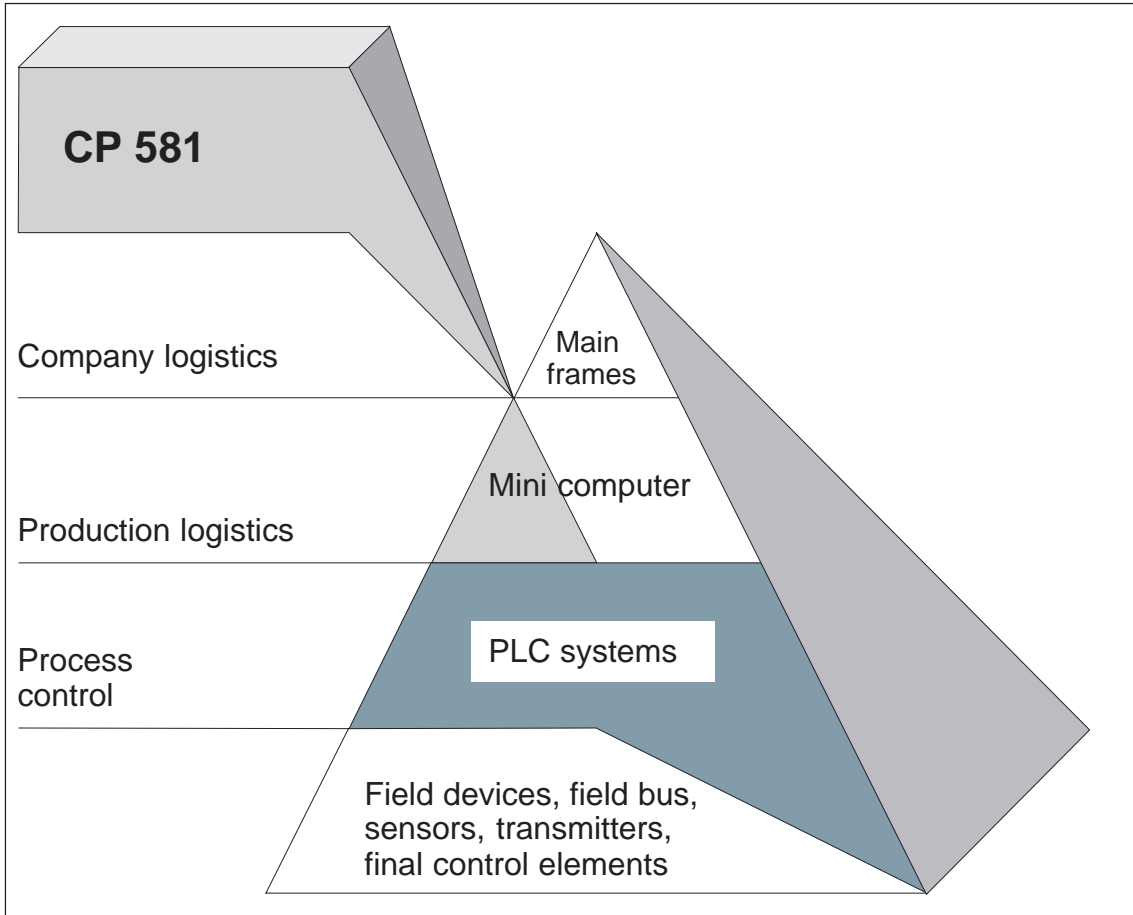 CP 581
Company logistics
Main
frames
Mini computer
Production logistics
PLC systems
Process
control
Field devices, field bus,
sensors, transmitters,
final control elements